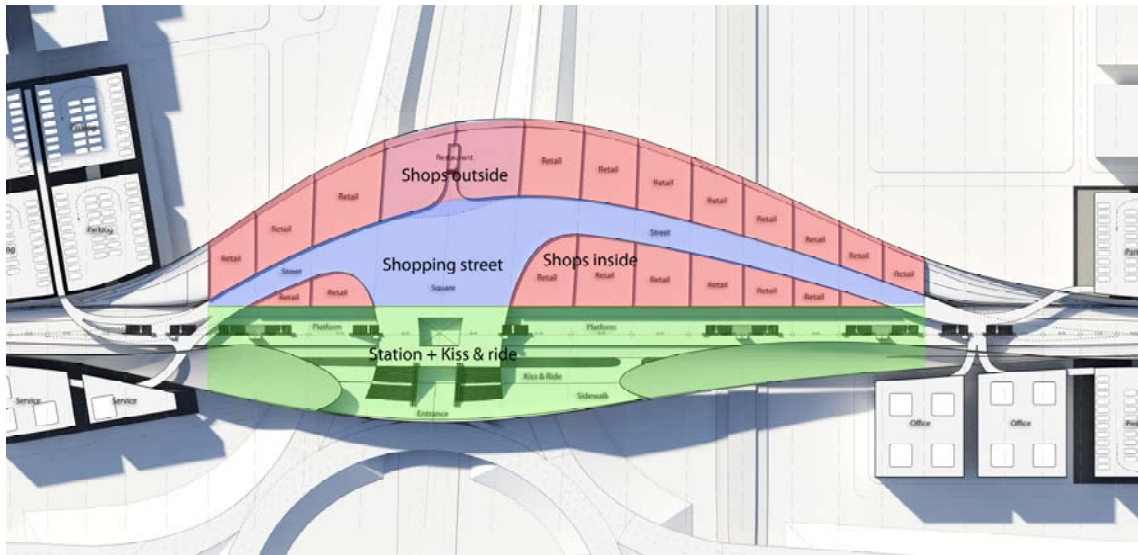 Parking
Restaurant
Shops outside
Retail
Retail
Retail
Retail
Retail
Retail
Retail
Retail
Retail
Retail
Retail
Retail
Parking
Street
Street
Shopping street
Square
Shops inside
Retail
Retail
Retail
Retail
Retail
Retail
Retail
Retail
Platform
Platform
Station + Kiss & ride
Kiss & Ride
Sidewalk
Entrance
Service
Service
Office
Office